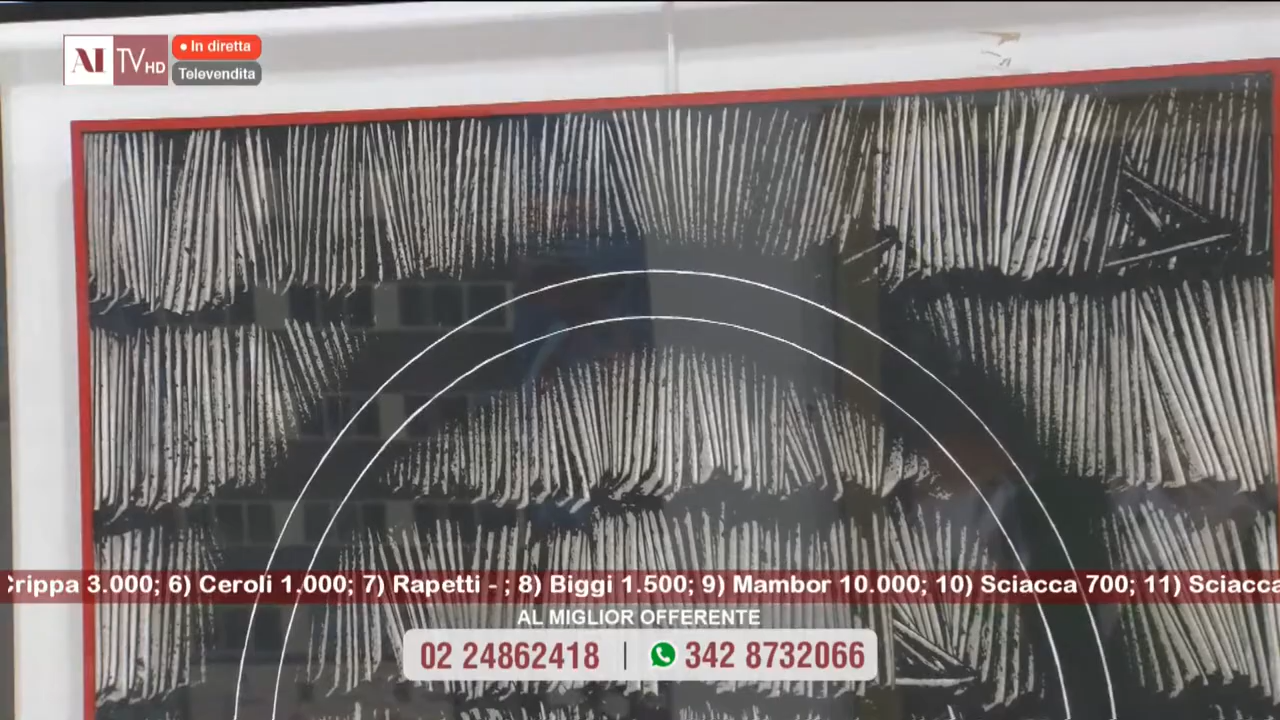 AI TV HD
• In diretta
Televendita
Crippa 3.000; 6) Ceroli 1.000; 7) Rapetti - ; 8) Biggi 1.500; 9) Mambor 10.000; 10) Sciacca 700; 11) Sciacca
AL MIGLIOR OFFERENTE
02 24862418 | 342 8732066